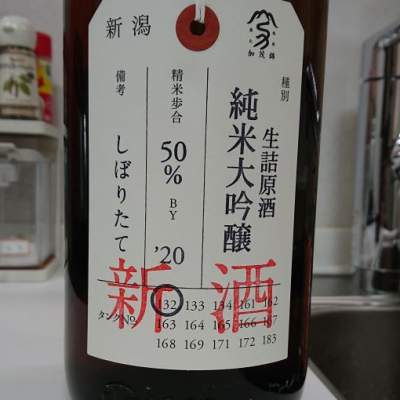 新潟
加茂錦
種別
生詰原酒
純米大吟醸
精米歩合
50%
BY
'20
備考
しぼりたて
新酒
タンクNo.
132 133 134 161 162
163 164 165 166 167
168 169 171 172 183